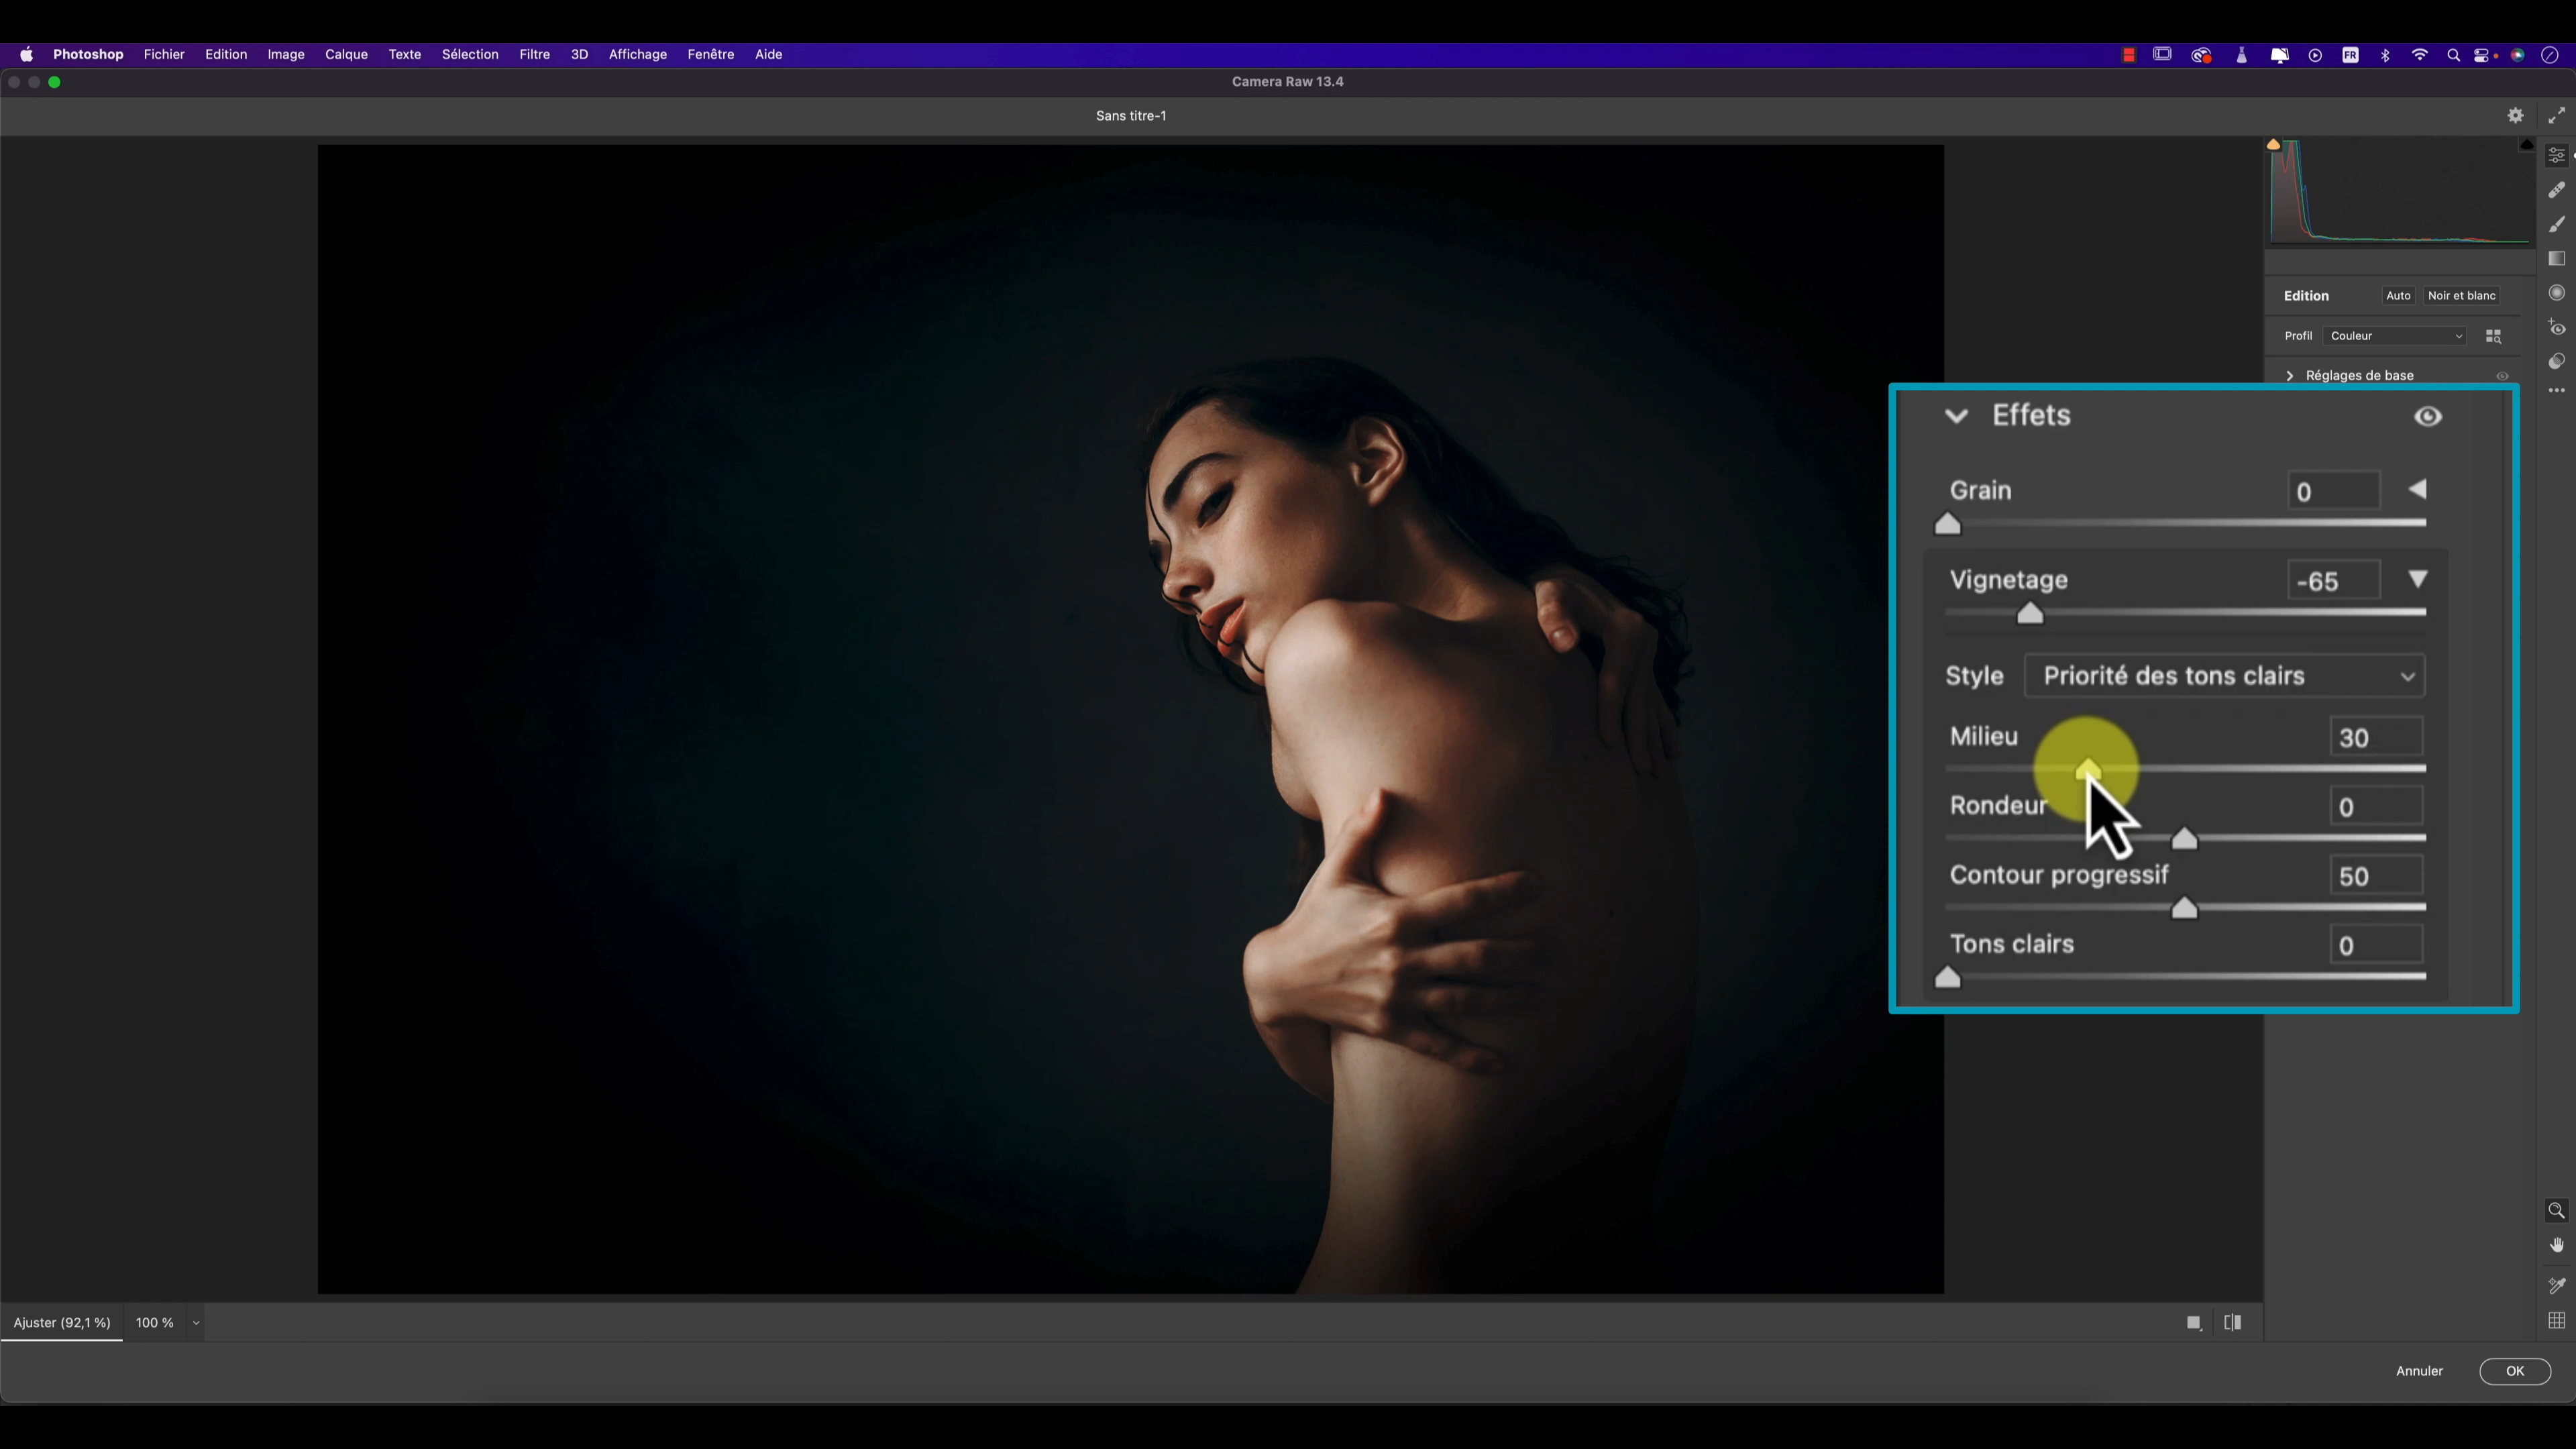 Photoshop Fichier Edition Image Calque Texte Sélection Filtre 3D Affichage Fenêtre Aide FR
Camera Raw 13.4
Sans titre-1
Edition Auto Noir et blanc
Profil Couleur
Réglages de base
Effets
Grain 0
Vignetage -65
Style Priorité des tons clairs
Milieu 30
Rondeur 0
Contour progressif 50
Tons clairs 0
Ajuster (92,1 %) 100 %
Annuler OK